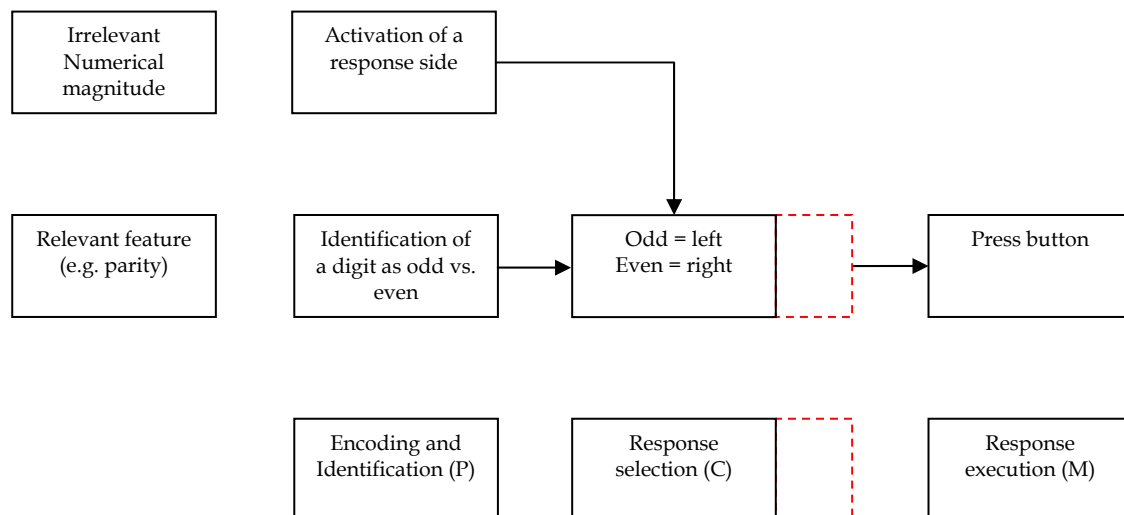 Irrelevant
Numerical
magnitude
Activation of a
response side
Relevant feature
(e.g. parity)
Identification of
a digit as odd vs.
even
Odd = left
Even = right
Press button
Encoding and
Identification (P)
Response
selection (C)
Response
execution (M)